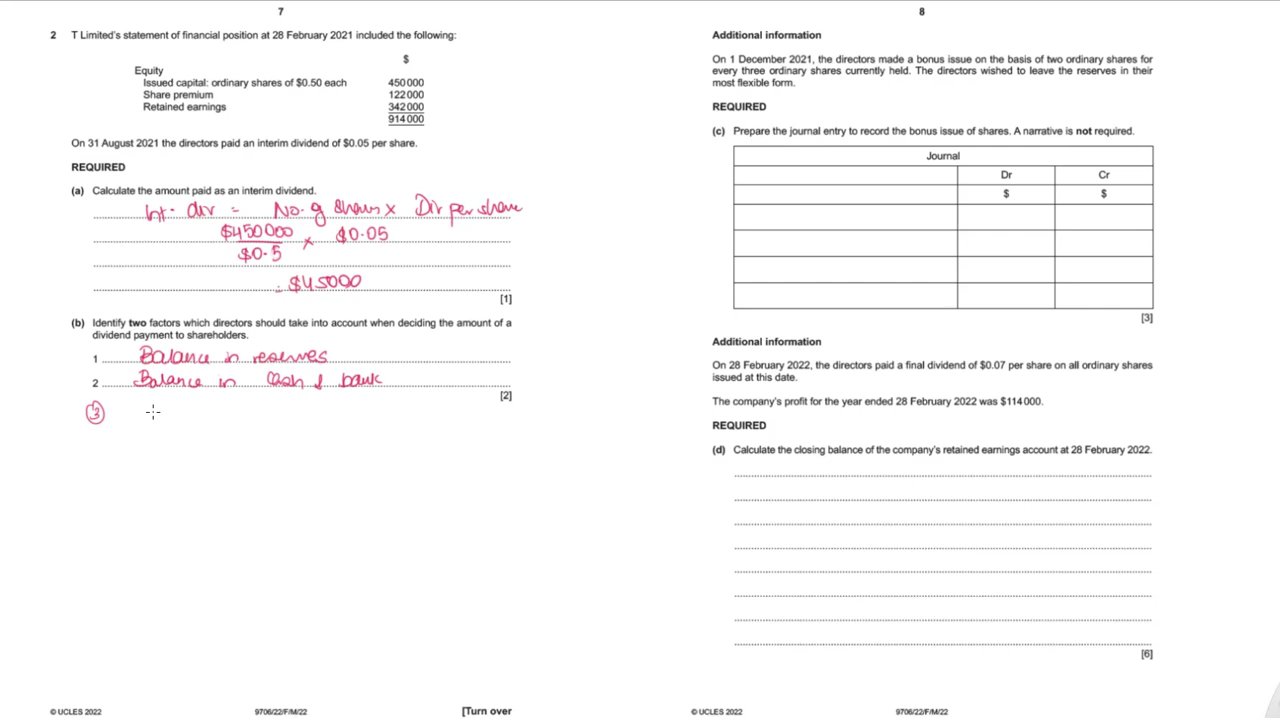 7
2 T Limited's statement of financial position at 28 February 2021 included the following:
$
Equity
Issued capital: ordinary shares of $0.50 each 450 000
Share premium 122 000
Retained earnings 342 000
914 000
On 31 August 2021 the directors paid an interim dividend of $0.05 per share.
REQUIRED
(a) Calculate the amount paid as an interim dividend.
Int. div = No. of shares x Div per share
$450000 x $0.05
$0.5
= $45000
[1]
(b) Identify two factors which directors should take into account when deciding the amount of a
dividend payment to shareholders.
1 Balance in reserves
2 Balance in Cash & bank
[2]
3
© UCLES 2022 9706/22/F/M/22 [Turn over
8
Additional information
On 1 December 2021, the directors made a bonus issue on the basis of two ordinary shares for
every three ordinary shares currently held. The directors wished to leave the reserves in their
most flexible form.
REQUIRED
(c) Prepare the journal entry to record the bonus issue of shares. A narrative is not required.
Journal
Dr Cr
$ $
[3]
Additional information
On 28 February 2022, the directors paid a final dividend of $0.07 per share on all ordinary shares
issued at this date.
The company's profit for the year ended 28 February 2022 was $114 000.
REQUIRED
(d) Calculate the closing balance of the company's retained earnings account at 28 February 2022.
[6]
© UCLES 2022 9706/22/F/M/22